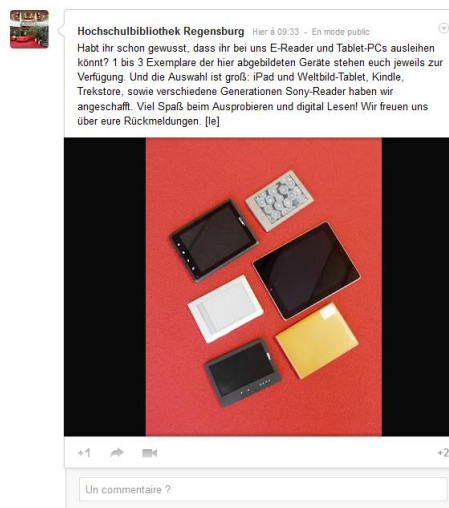 Hochschulbibliothek Regensburg Hier à 09:33 - En mode public
Habt ihr schon gewusst, dass ihr bei uns E-Reader und Tablet-PCs ausleihen
könnt? 1 bis 3 Exemplare der hier abgebildeten Geräte stehen euch jeweils zur
Verfügung. Und die Auswahl ist groß: iPad und Weltbild-Tablet, Kindle,
Trekstore, sowie verschiedene Generationen Sony-Reader haben wir
angeschafft. Viel Spaß beim Ausprobieren und digital Lesen! Wir freuen uns
über eure Rückmeldungen. [le]
+1
+2
Un commentaire ?